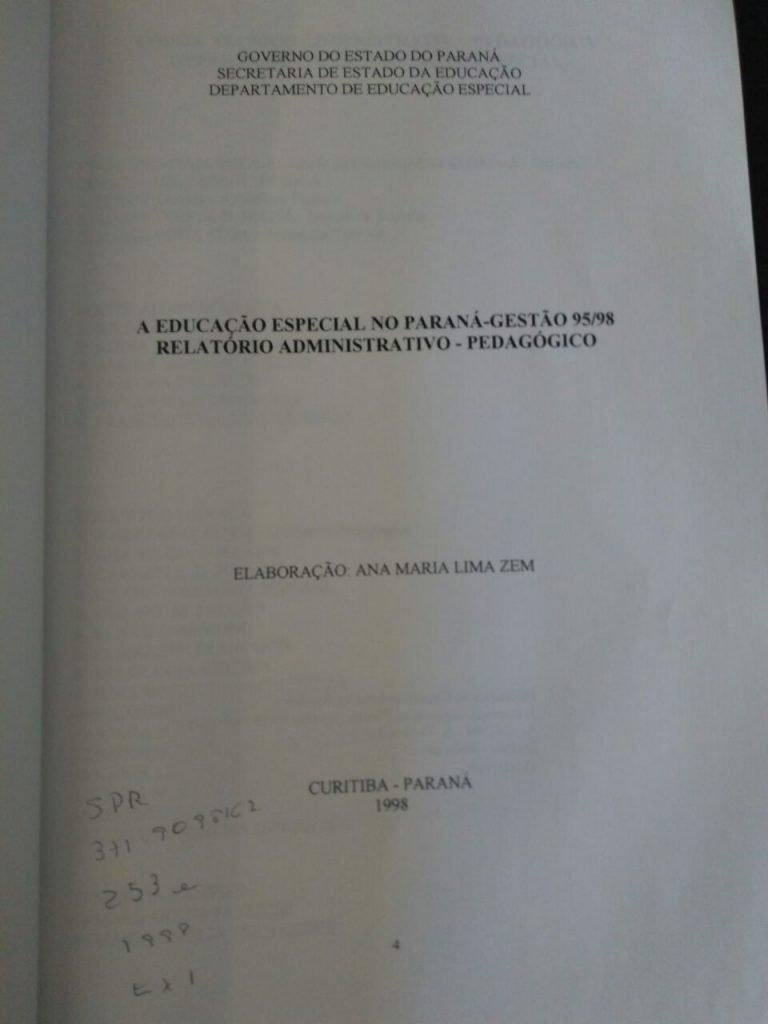 GOVERNO DO ESTADO DO PARANÁ
SECRETARIA DE ESTADO DA EDUCAÇÃO
DEPARTAMENTO DE EDUCAÇÃO ESPECIAL
A EDUCAÇÃO ESPECIAL NO PARANÁ-GESTÃO 95/98
RELATÓRIO ADMINISTRATIVO - PEDAGÓGICO
ELABORAÇÃO: ANA MARIA LIMA ZEM
CURITIBA - PARANÁ
1998
SPR
371.9098162
253 e
1998
EX 1
4